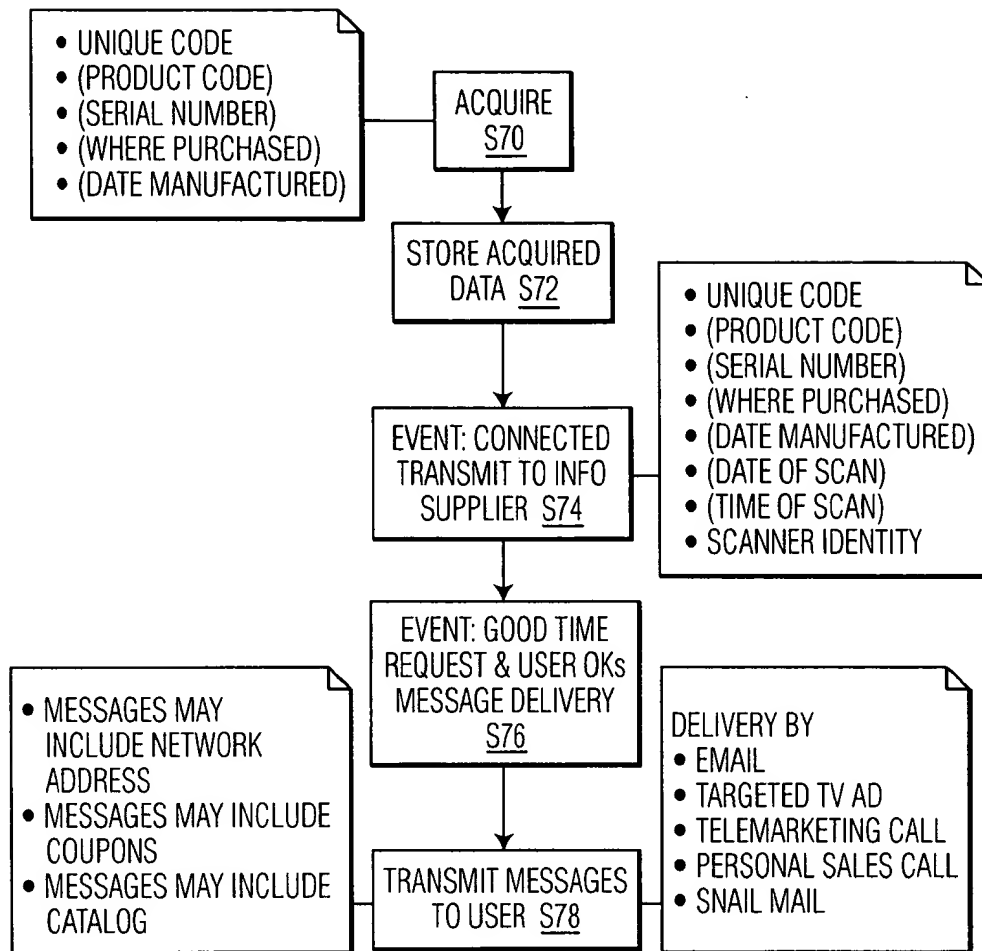 • UNIQUE CODE
• (PRODUCT CODE)
• (SERIAL NUMBER)
• (WHERE PURCHASED)
• (DATE MANUFACTURED)
ACQUIRE
S70
STORE ACQUIRED
DATA S72
• UNIQUE CODE
• (PRODUCT CODE)
• (SERIAL NUMBER)
• (WHERE PURCHASED)
• (DATE MANUFACTURED)
• (DATE OF SCAN)
• (TIME OF SCAN)
• SCANNER IDENTITY
EVENT: CONNECTED
TRANSMIT TO INFO
SUPPLIER S74
EVENT: GOOD TIME
REQUEST & USER OKs
MESSAGE DELIVERY
S76
• MESSAGES MAY
INCLUDE NETWORK
ADDRESS
• MESSAGES MAY INCLUDE
COUPONS
• MESSAGES MAY INCLUDE
CATALOG
DELIVERY BY
• EMAIL
• TARGETED TV AD
• TELEMARKETING CALL
• PERSONAL SALES CALL
• SNAIL MAIL
TRANSMIT MESSAGES
TO USER S78